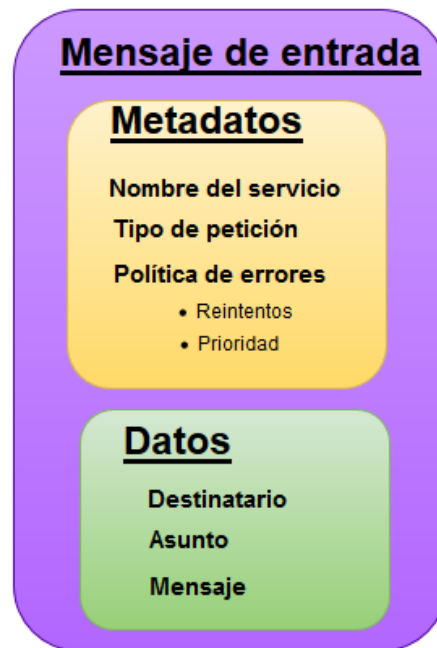 Mensaje de entrada
Metadatos
Nombre del servicio
Tipo de petición
Política de errores
• Reintentos
• Prioridad
Datos
Destinatario
Asunto
Mensaje